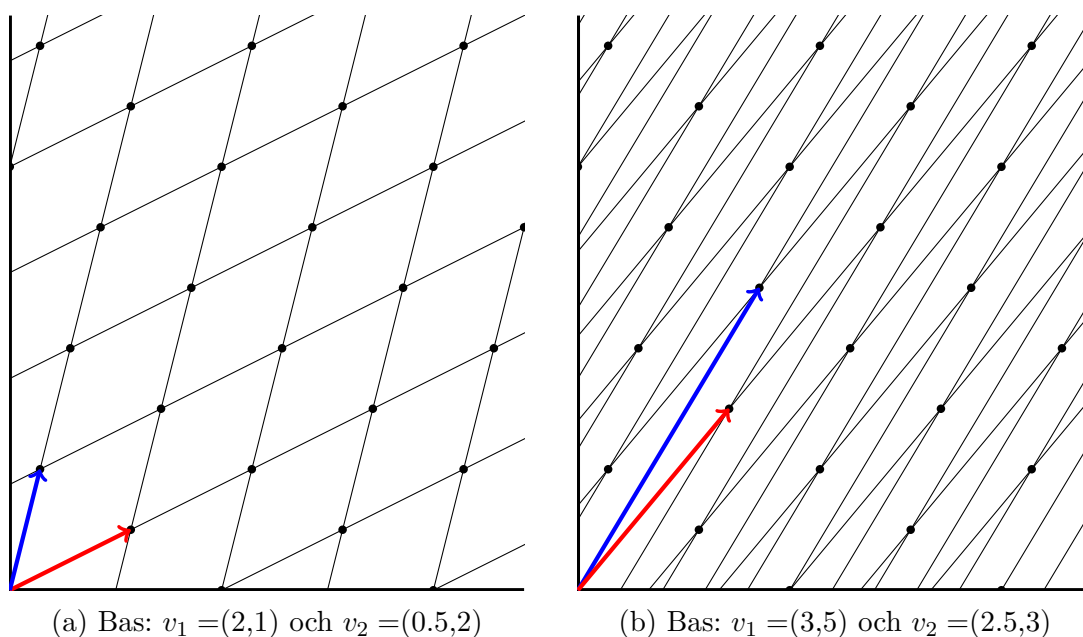 (a) Bas: v₁ =(2,1) och v₂ =(0.5,2)
(b) Bas: v₁ =(3,5) och v₂ =(2.5,3)